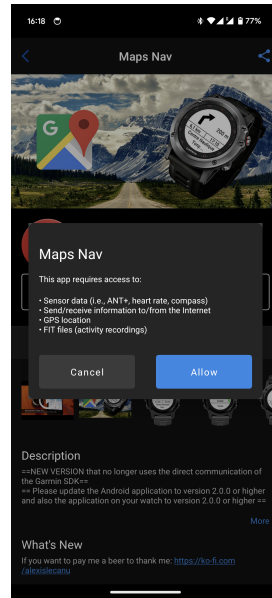 16:18
77%
Maps Nav
G
200 m
Maps Nav
This app requires access to:
• Sensor data (i.e., ANT+, heart rate, compass)
• Send/receive information to/from the Internet
• GPS location
• FIT files (activity recordings)
Cancel
Allow
Description
==NEW VERSION that no longer uses the direct communication of
the Garmin SDK==
== Please update the Android application to version 2.0.0 or higher
and also the application on your watch to version 2.0.0 or higher ==
More
What's New
If you want to pay me a beer to thank me: https://ko-fi.com
/alexislecanu